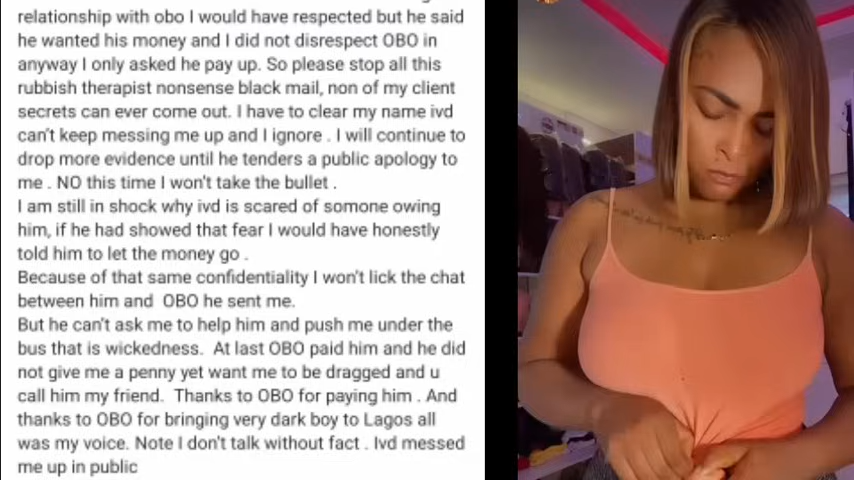 relationship with obo I would have respected but he said
he wanted his money and I did not disrespect OBO in
anyway I only asked he pay up. So please stop all this
rubbish therapist nonsense black mail, non of my client
secrets can ever come out. I have to clear my name ivd
can't keep messing me up and I ignore . I will continue to
drop more evidence until he tenders a public apology to
me . NO this time I won't take the bullet .
I am still in shock why ivd is scared of somone owing
him, if he had showed that fear I would have honestly
told him to let the money go .
Because of that same confidentiality I won't lick the chat
between him and  OBO he sent me.
But he can't ask me to help him and push me under the
bus that is wickedness.  At last OBO paid him and he did
not give me a penny yet want me to be dragged and u
call him my friend.  Thanks to OBO for paying him . And
thanks to OBO for bringing very dark boy to Lagos all
was my voice. Note I don't talk without fact . Ivd messed
me up in public